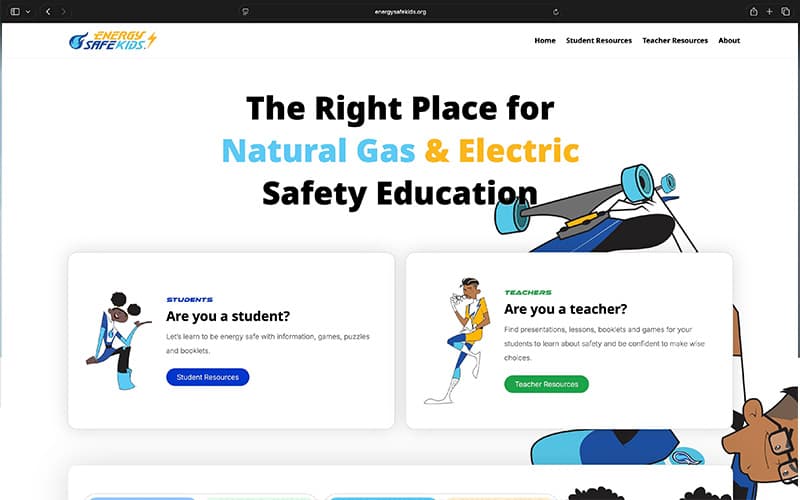 energysafekids.org
ENERGY
SAFEKIDS.
Home Student Resources Teacher Resources About
The Right Place for
Natural Gas & Electric
Safety Education
STUDENTS
Are you a student?
Let's learn to be energy safe with information, games, puzzles
and booklets.
Student Resources
TEACHERS
Are you a teacher?
Find presentations, lessons, booklets and games for your
students to learn about safety and be confident to make wise
choices.
Teacher Resources